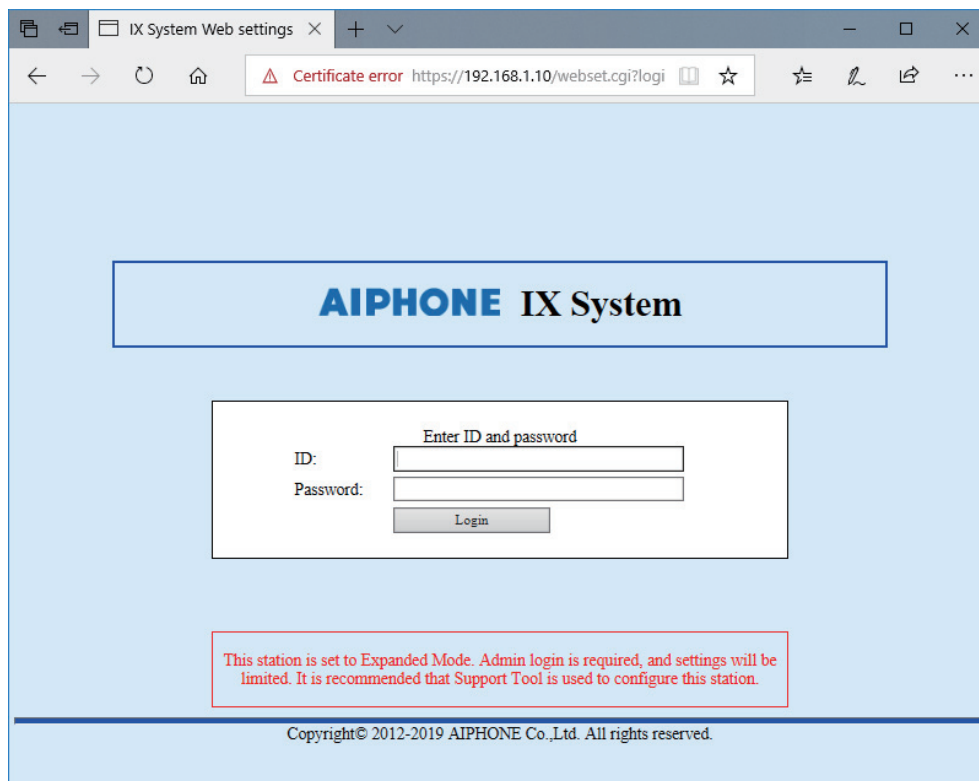 IX System Web settings
Certificate error https://192.168.1.10/webset.cgi?logi
AIPHONE IX System
Enter ID and password
ID:
Password:
Login
This station is set to Expanded Mode. Admin login is required, and settings will be
limited. It is recommended that Support Tool is used to configure this station.
Copyright© 2012-2019 AIPHONE Co.,Ltd. All rights reserved.